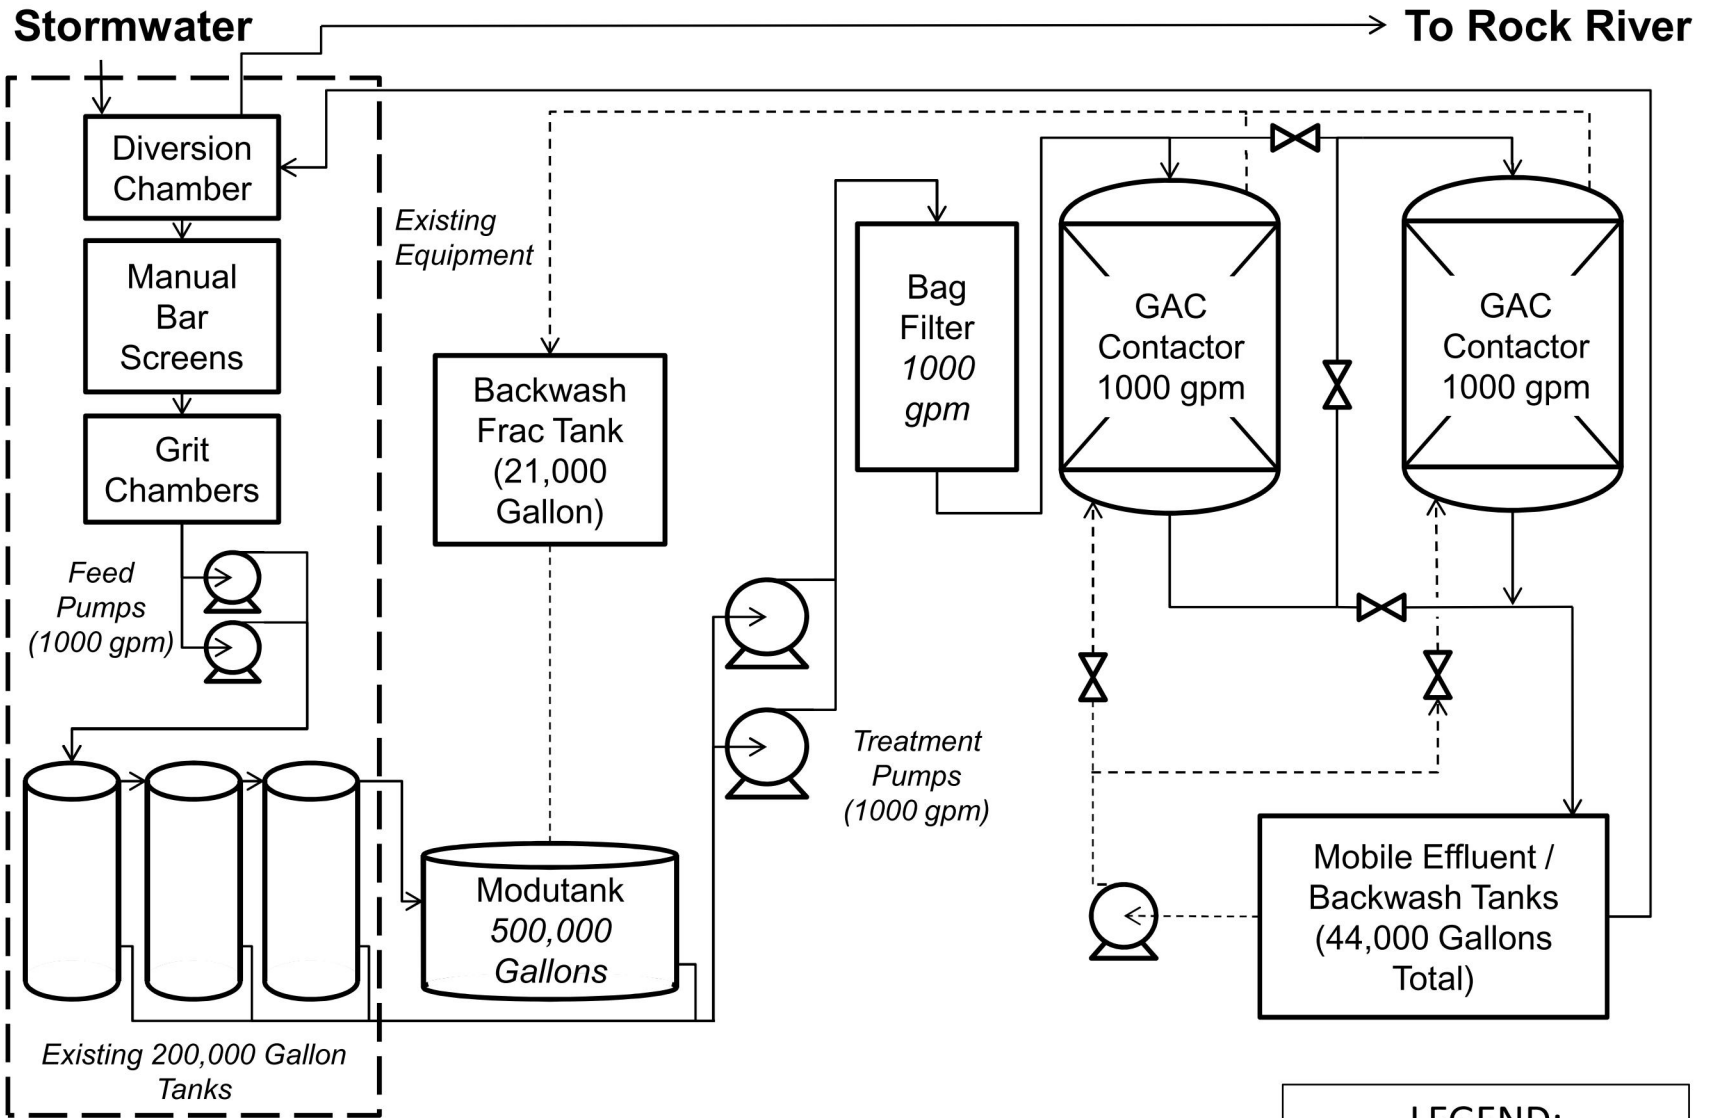 Stormwater
To Rock River
Diversion
Chamber
Manual
Bar
Screens
Grit
Chambers
Feed
Pumps
(1000 gpm)
Existing 200,000 Gallon
Tanks
Existing
Equipment
Backwash
Frac Tank
(21,000
Gallon)
Modutank
500,000
Gallons
Treatment
Pumps
(1000 gpm)
Bag
Filter
1000
gpm
GAC
Contactor
1000 gpm
GAC
Contactor
1000 gpm
Mobile Effluent /
Backwash Tanks
(44,000 Gallons
Total)
LEGEND: